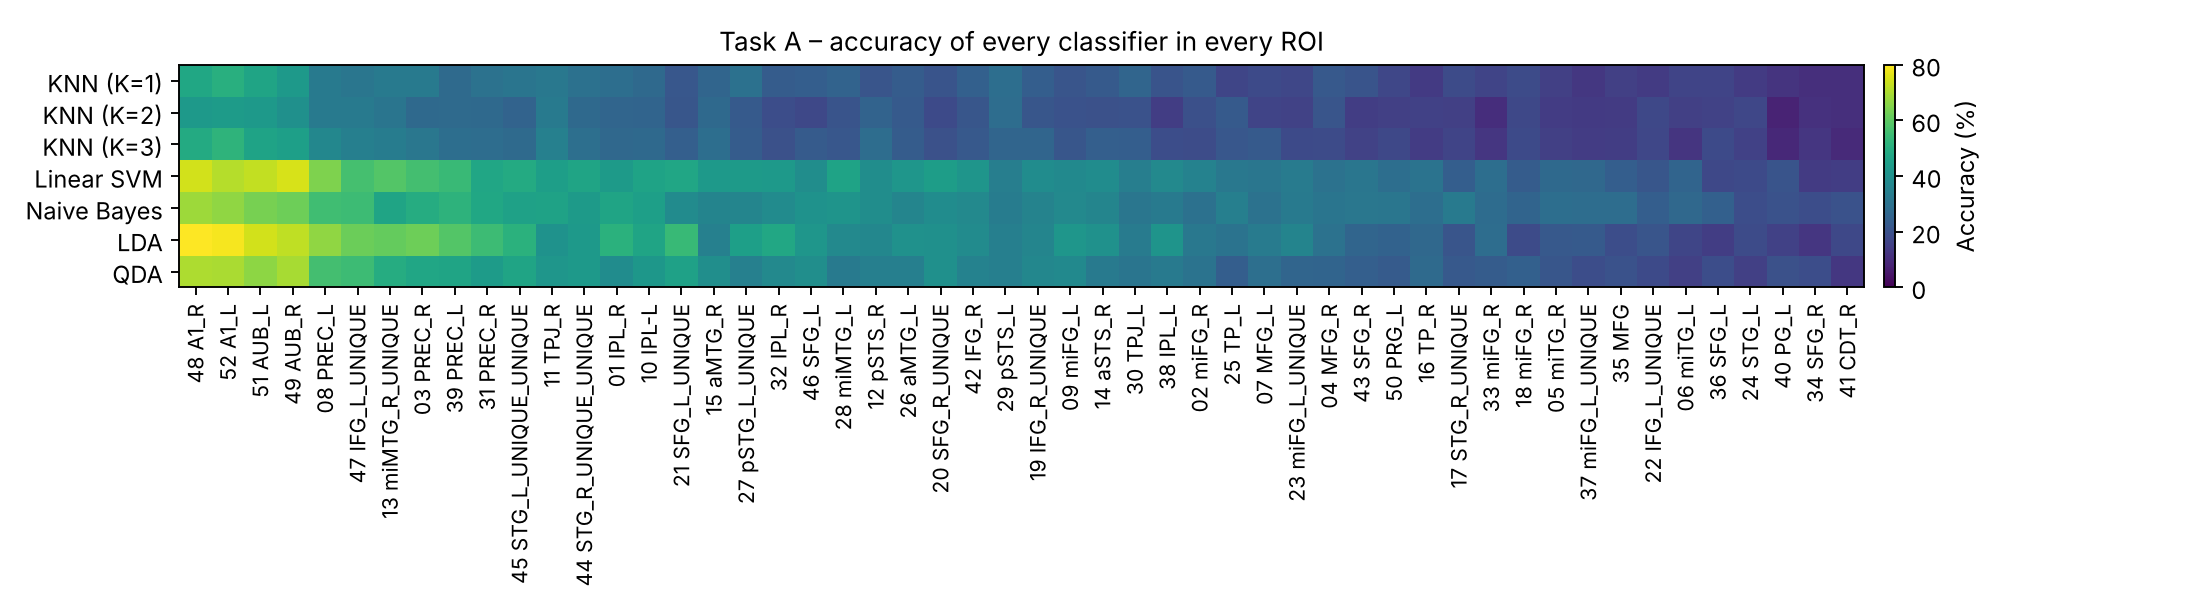 Task A – accuracy of every classifier in every ROI
KNN (K=1)
KNN (K=2)
KNN (K=3)
Linear SVM
Naive Bayes
LDA
QDA
48 A1_R
52 A1_L
51 AUB_L
49 AUB_R
08 PREC_L
47 IFG_L_UNIQUE
13 miMTG_R_UNIQUE
03 PREC_R
39 PREC_L
31 PREC_R
45 STG_L_UNIQUE_UNIQUE
11 TPJ_R
44 STG_R_UNIQUE_UNIQUE
01 IPL_R
10 IPL-L
21 SFG_L_UNIQUE
15 aMTG_R
27 pSTG_L_UNIQUE
32 IPL_R
46 SFG_L
28 miMTG_L
12 pSTS_R
26 aMTG_L
20 SFG_R_UNIQUE
42 IFG_R
29 pSTS_L
19 IFG_R_UNIQUE
09 miFG_L
14 aSTS_R
30 TPJ_L
38 IPL_L
02 miFG_R
25 TP_L
07 MFG_L
23 miFG_L_UNIQUE
04 MFG_R
43 SFG_R
50 PRG_L
16 TP_R
17 STG_R_UNIQUE
33 miFG_R
18 miFG_R
05 miTG_R
37 miFG_L_UNIQUE
35 MFG
22 IFG_L_UNIQUE
06 miTG_L
36 SFG_L
24 STG_L
40 PG_L
34 SFG_R
41 CDT_R
80
60
40
20
0
Accuracy (%)